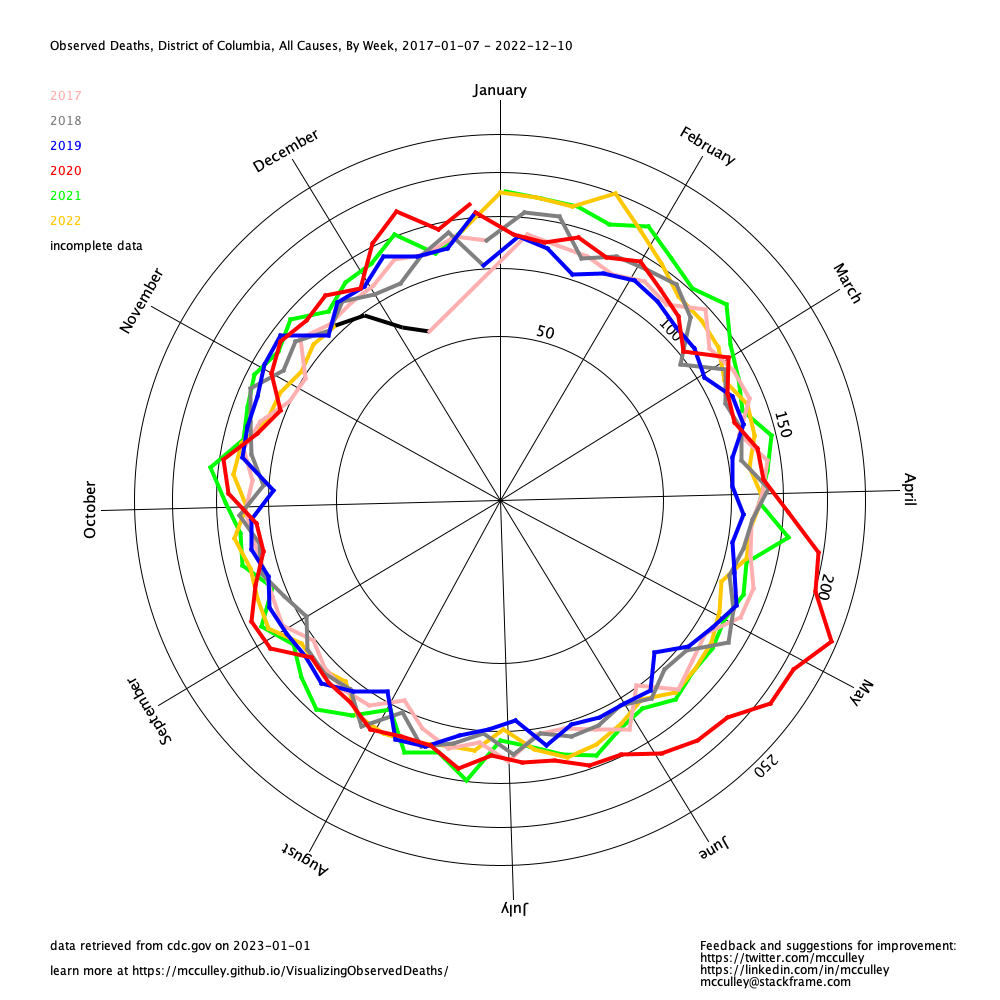 Observed Deaths, District of Columbia, All Causes, By Week, 2017-01-07 - 2022-12-10
January
2017
2018
2019
2020
2021
2022
incomplete data
December
February
November
March
50
100
150
October
April
200
September
May
250
August
June
July
data retrieved from cdc.gov on 2023-01-01
learn more at https://mcculley.github.io/VisualizingObservedDeaths/
Feedback and suggestions for improvement:
https://twitter.com/mcculley
https://linkedin.com/in/mcculley
mcculley@stackframe.com